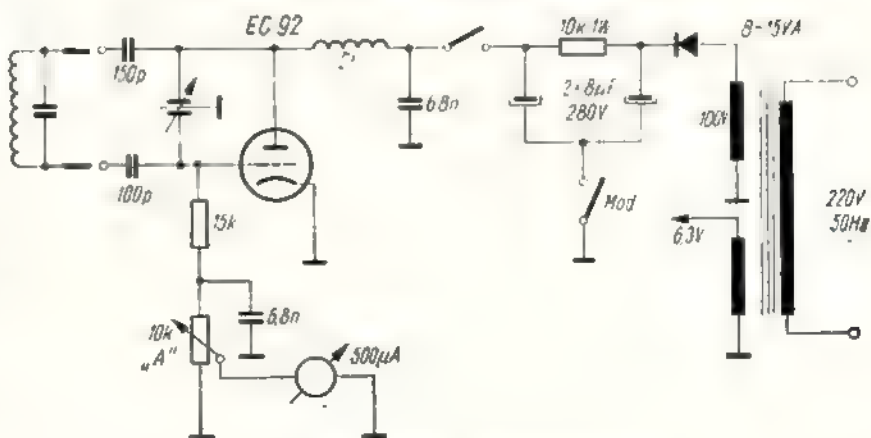 EC 92
150p
100p
15k
10k
„A"
6,8n
500µA
6.8n
10k 1W
2×8µF
280V
Mod
8-15VA
100V
6,3V
220V
50Hz